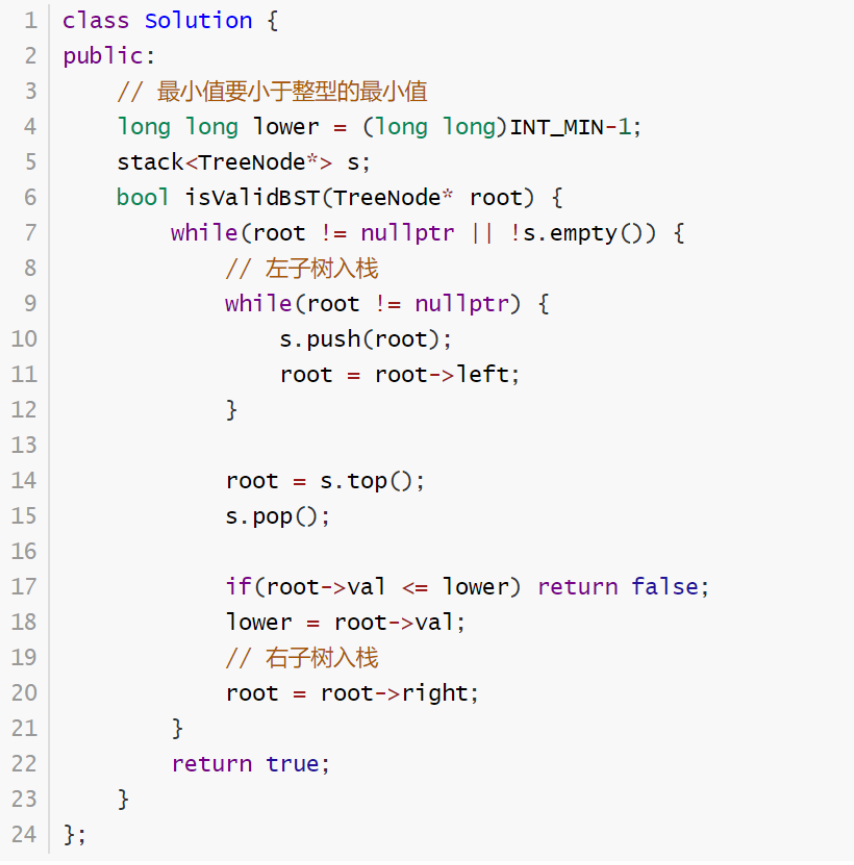 1 class Solution {
2 public:
3     // 最小值要小于整型的最小值
4     long long lower = (long long)INT_MIN-1;
5     stack<TreeNode*> s;
6     bool isValidBST(TreeNode* root) {
7         while(root != nullptr || !s.empty()) {
8             // 左子树入栈
9             while(root != nullptr) {
10                 s.push(root);
11                 root = root->left;
12             }
13
14             root = s.top();
15             s.pop();
16
17             if(root->val <= lower) return false;
18             lower = root->val;
19             // 右子树入栈
20             root = root->right;
21         }
22         return true;
23     }
24 };